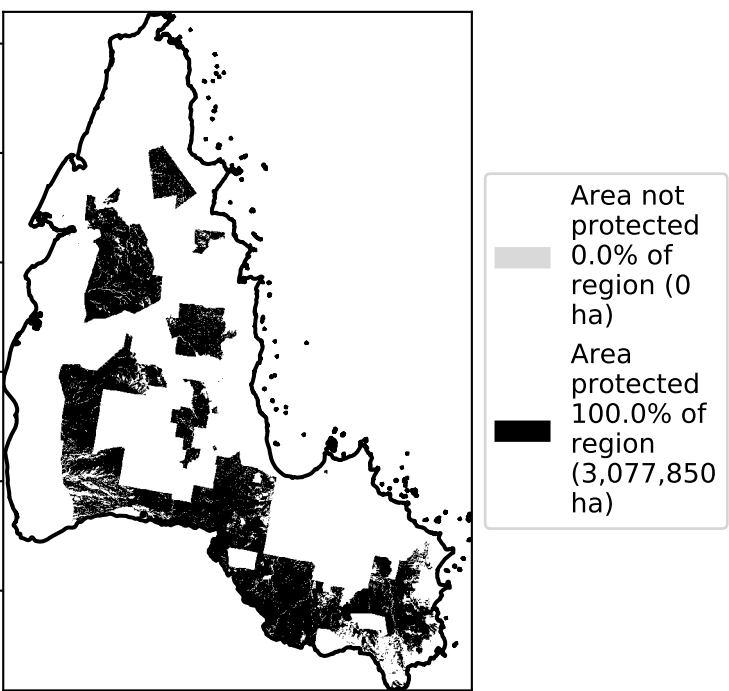 Area not
protected
0.0% of
region (0
ha)
Area
protected
100.0% of
region
(3,077,850
ha)